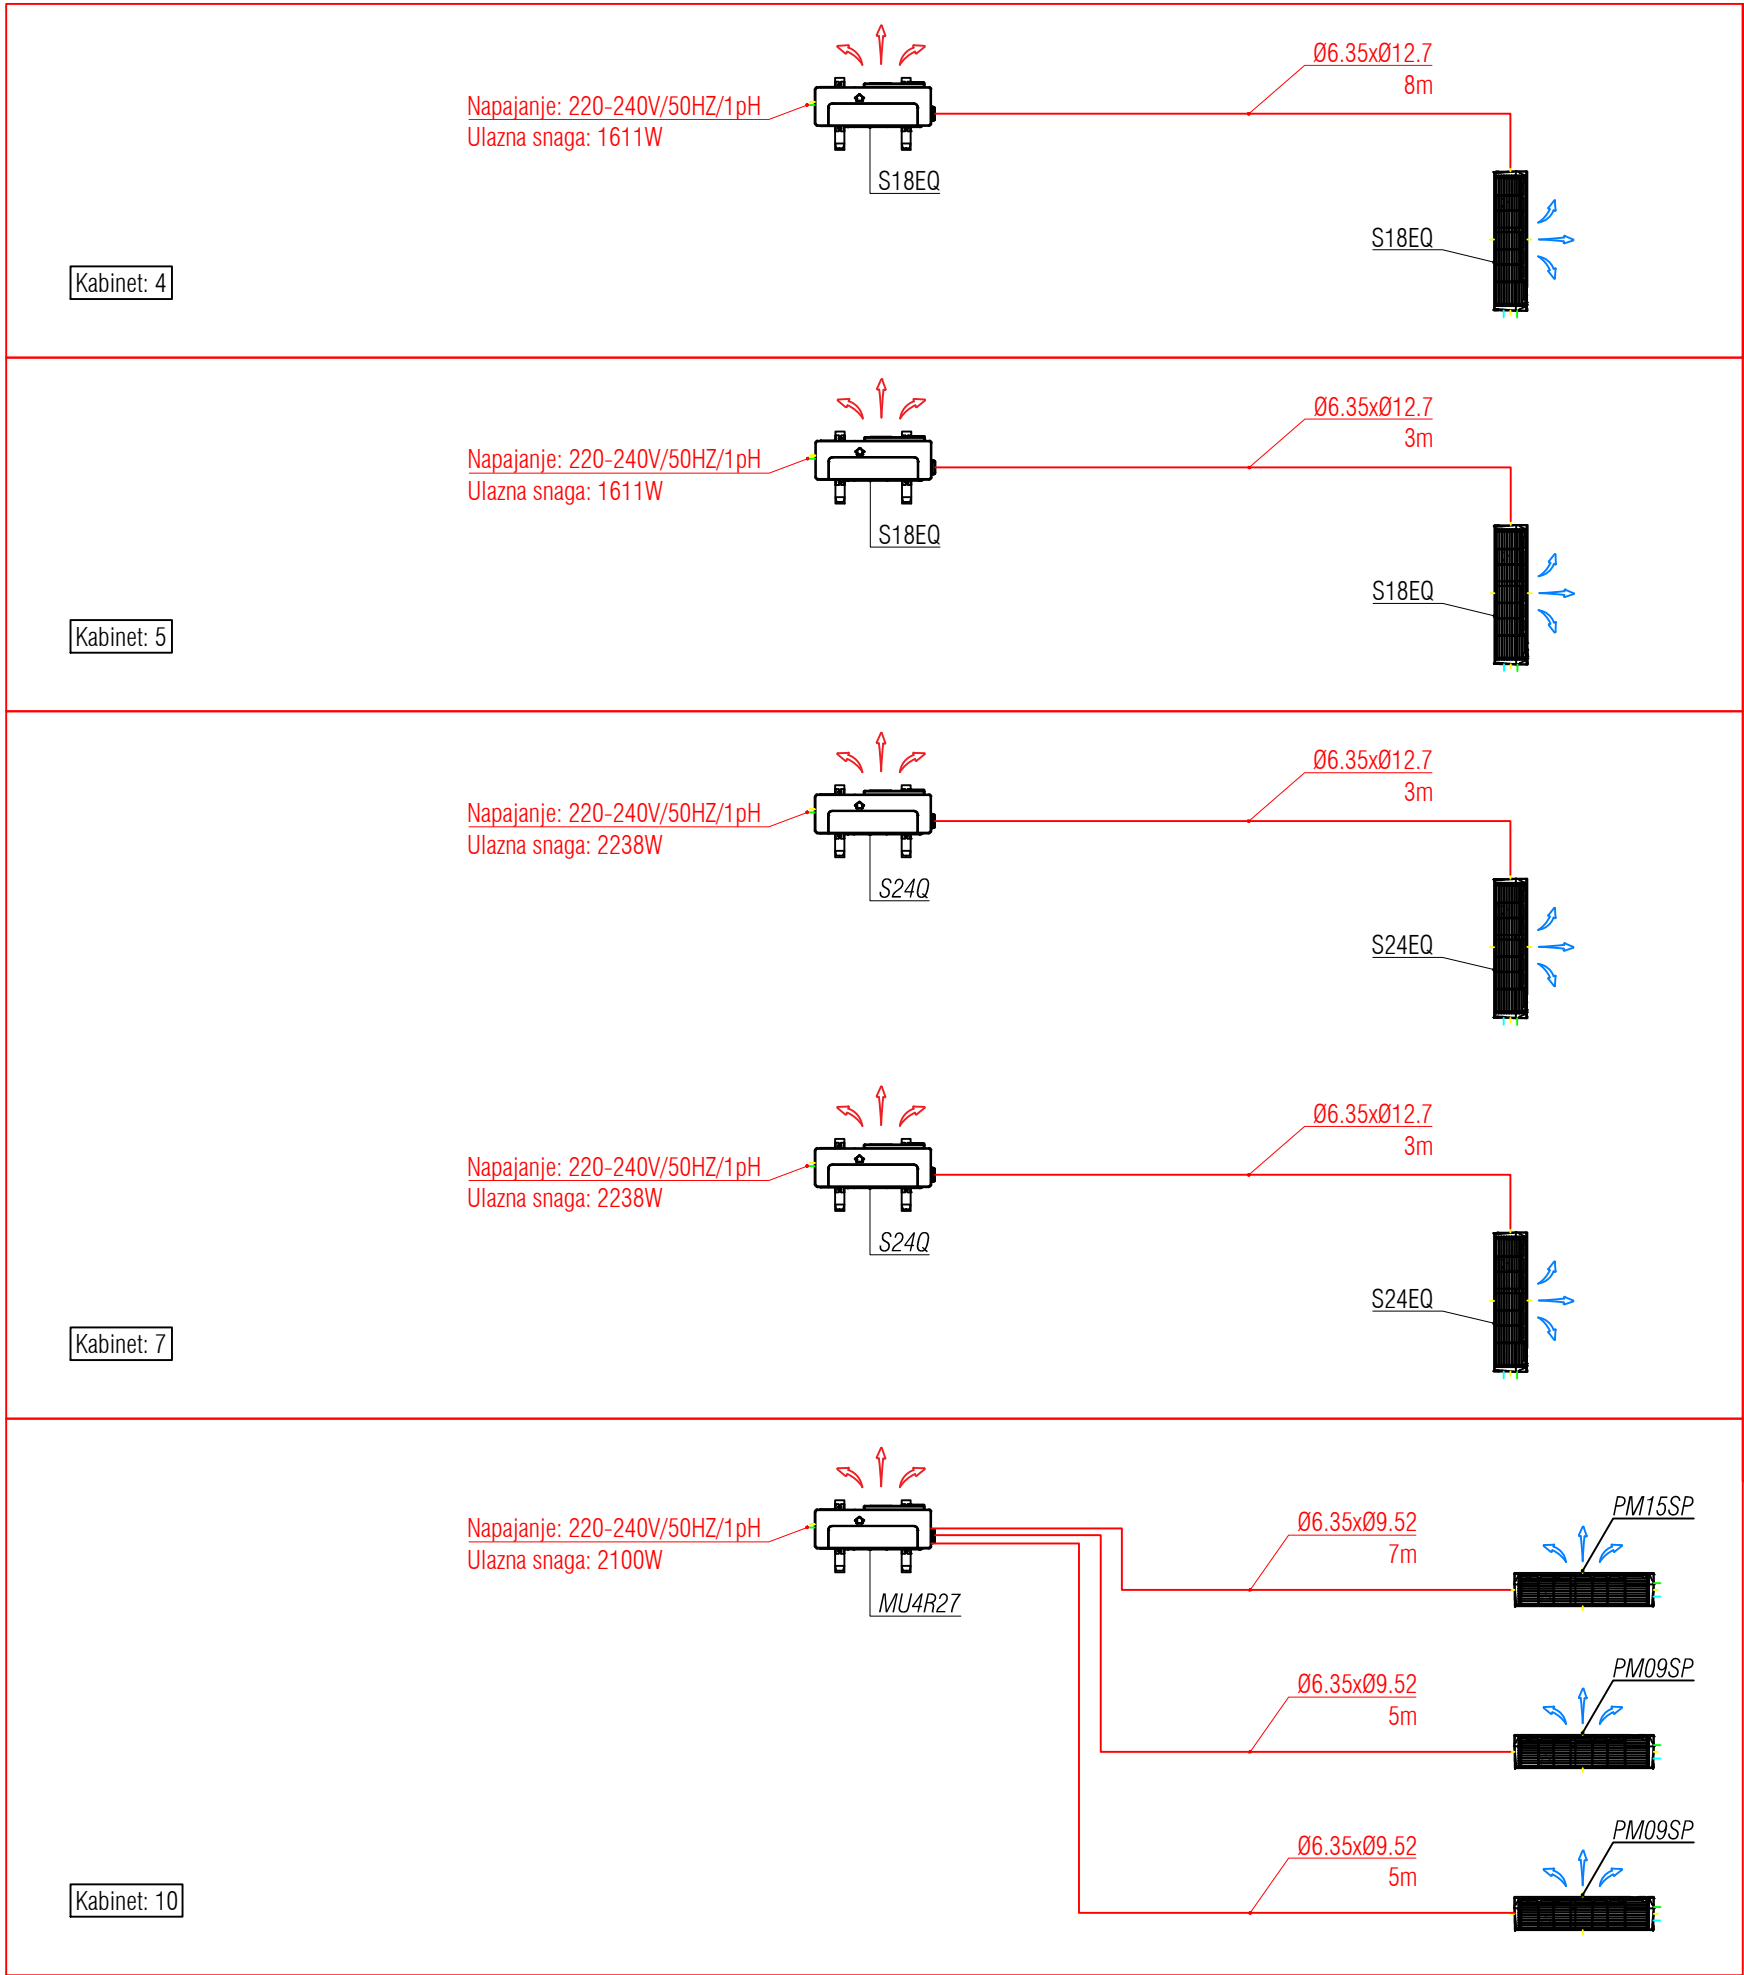 Ø6.35xØ12.7
8m
Napajanje: 220-240V/50HZ/1pH
Ulazna snaga: 1611W
S18EQ
S18EQ
Kabinet: 4
Ø6.35xØ12.7
3m
Napajanje: 220-240V/50HZ/1pH
Ulazna snaga: 1611W
S18EQ
S18EQ
Kabinet: 5
Ø6.35xØ12.7
3m
Napajanje: 220-240V/50HZ/1pH
Ulazna snaga: 2238W
S24Q
S24EQ
Ø6.35xØ12.7
3m
Napajanje: 220-240V/50HZ/1pH
Ulazna snaga: 2238W
S24Q
S24EQ
Kabinet: 7
PM15SP
Ø6.35xØ9.52
7m
Napajanje: 220-240V/50HZ/1pH
Ulazna snaga: 2100W
MU4R27
PM09SP
Ø6.35xØ9.52
5m
PM09SP
Ø6.35xØ9.52
5m
Kabinet: 10